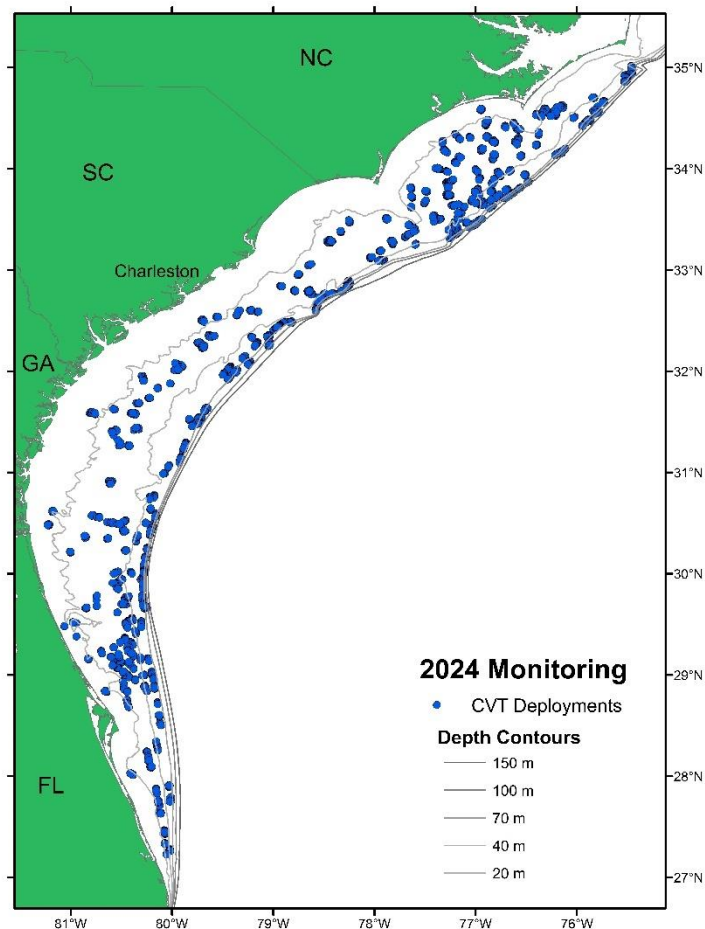 NC
35°N
SC
34°N
Charleston
33°N
GA
32°N
31°N
30°N
2024 Monitoring
29°N
CVT Deployments
Depth Contours
150 m
28°N
FL
100 m
70 m
40 m
20 m
27°N
81°W 80°W 79°W 78°W 77°W 76°W